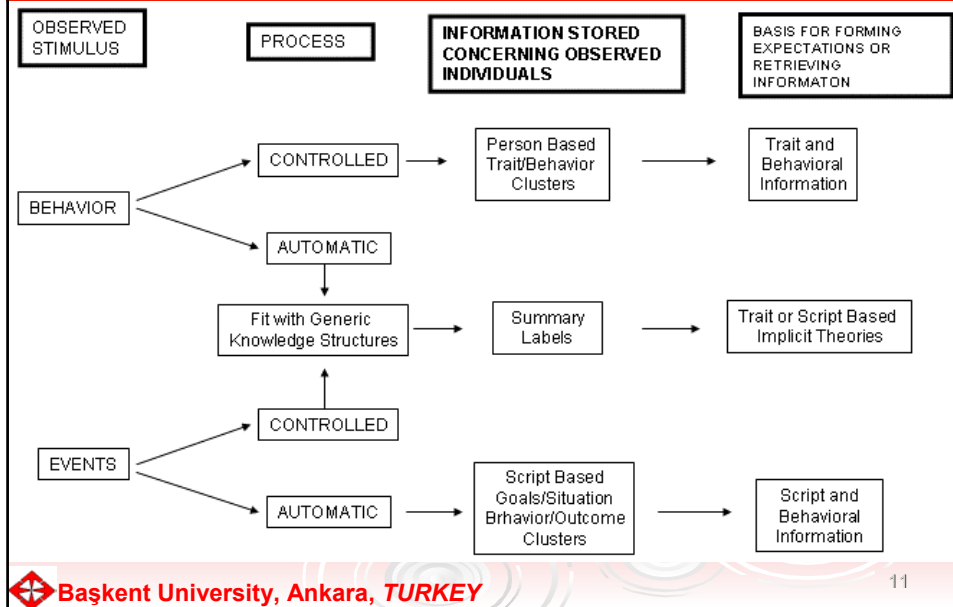 OBSERVED
STIMULUS
PROCESS
INFORMATION STORED
CONCERNING OBSERVED
INDIVIDUALS
BASIS FOR FORMING
EXPECTATIONS OR
RETRIEVING
INFORMATON
BEHAVIOR
CONTROLLED
Person Based
Trait/Behavior
Clusters
Trait and
Behavioral
Information
AUTOMATIC
Fit with Generic
Knowledge Structures
Summary
Labels
Trait or Script Based
Implicit Theories
EVENTS
CONTROLLED
AUTOMATIC
Script Based
Goals/Situation
Brhavior/Outcome
Clusters
Script and
Behavioral
Information
Başkent University, Ankara, TURKEY
11